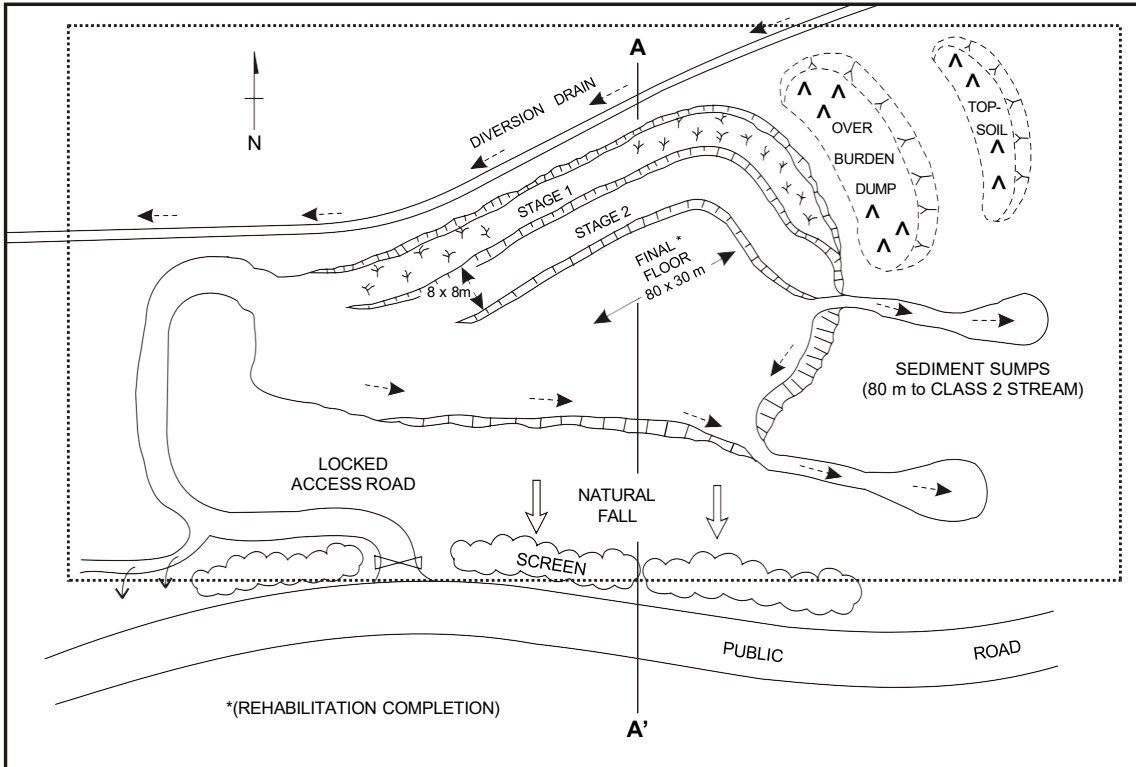 A
DIVERSION DRAIN
N
TOP-
SOIL
OVER
BURDEN
DUMP
STAGE 1
STAGE 2
FINAL *
FLOOR
80 x 30 m
8 x 8m
SEDIMENT SUMPS
(80 m to CLASS 2 STREAM)
LOCKED
ACCESS ROAD
NATURAL
FALL
SCREEN
PUBLIC ROAD
*(REHABILITATION COMPLETION)
A'